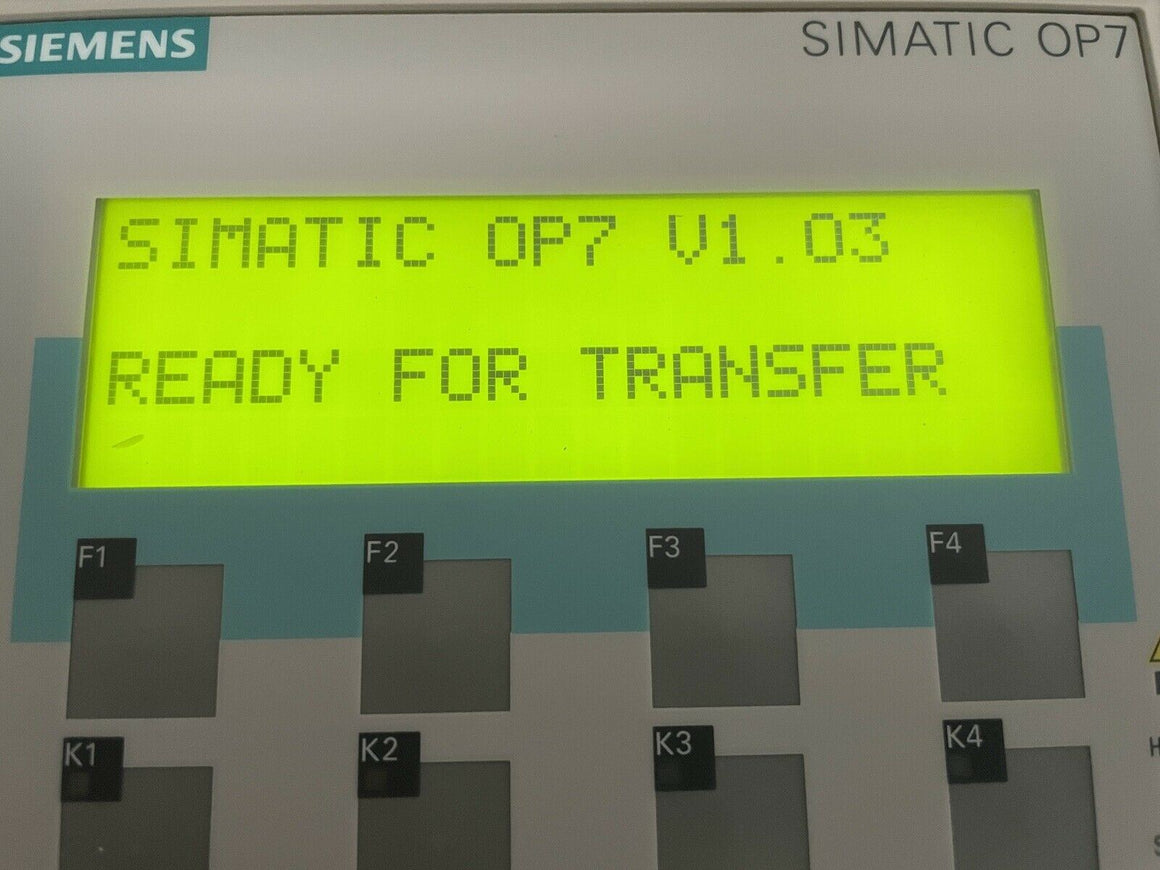 SIEMENS
SIMATIC OP7
SIMATIC OP7 V1.03
READY FOR TRANSFER
F1 F2 F3 F4
K1 K2 K3 K4